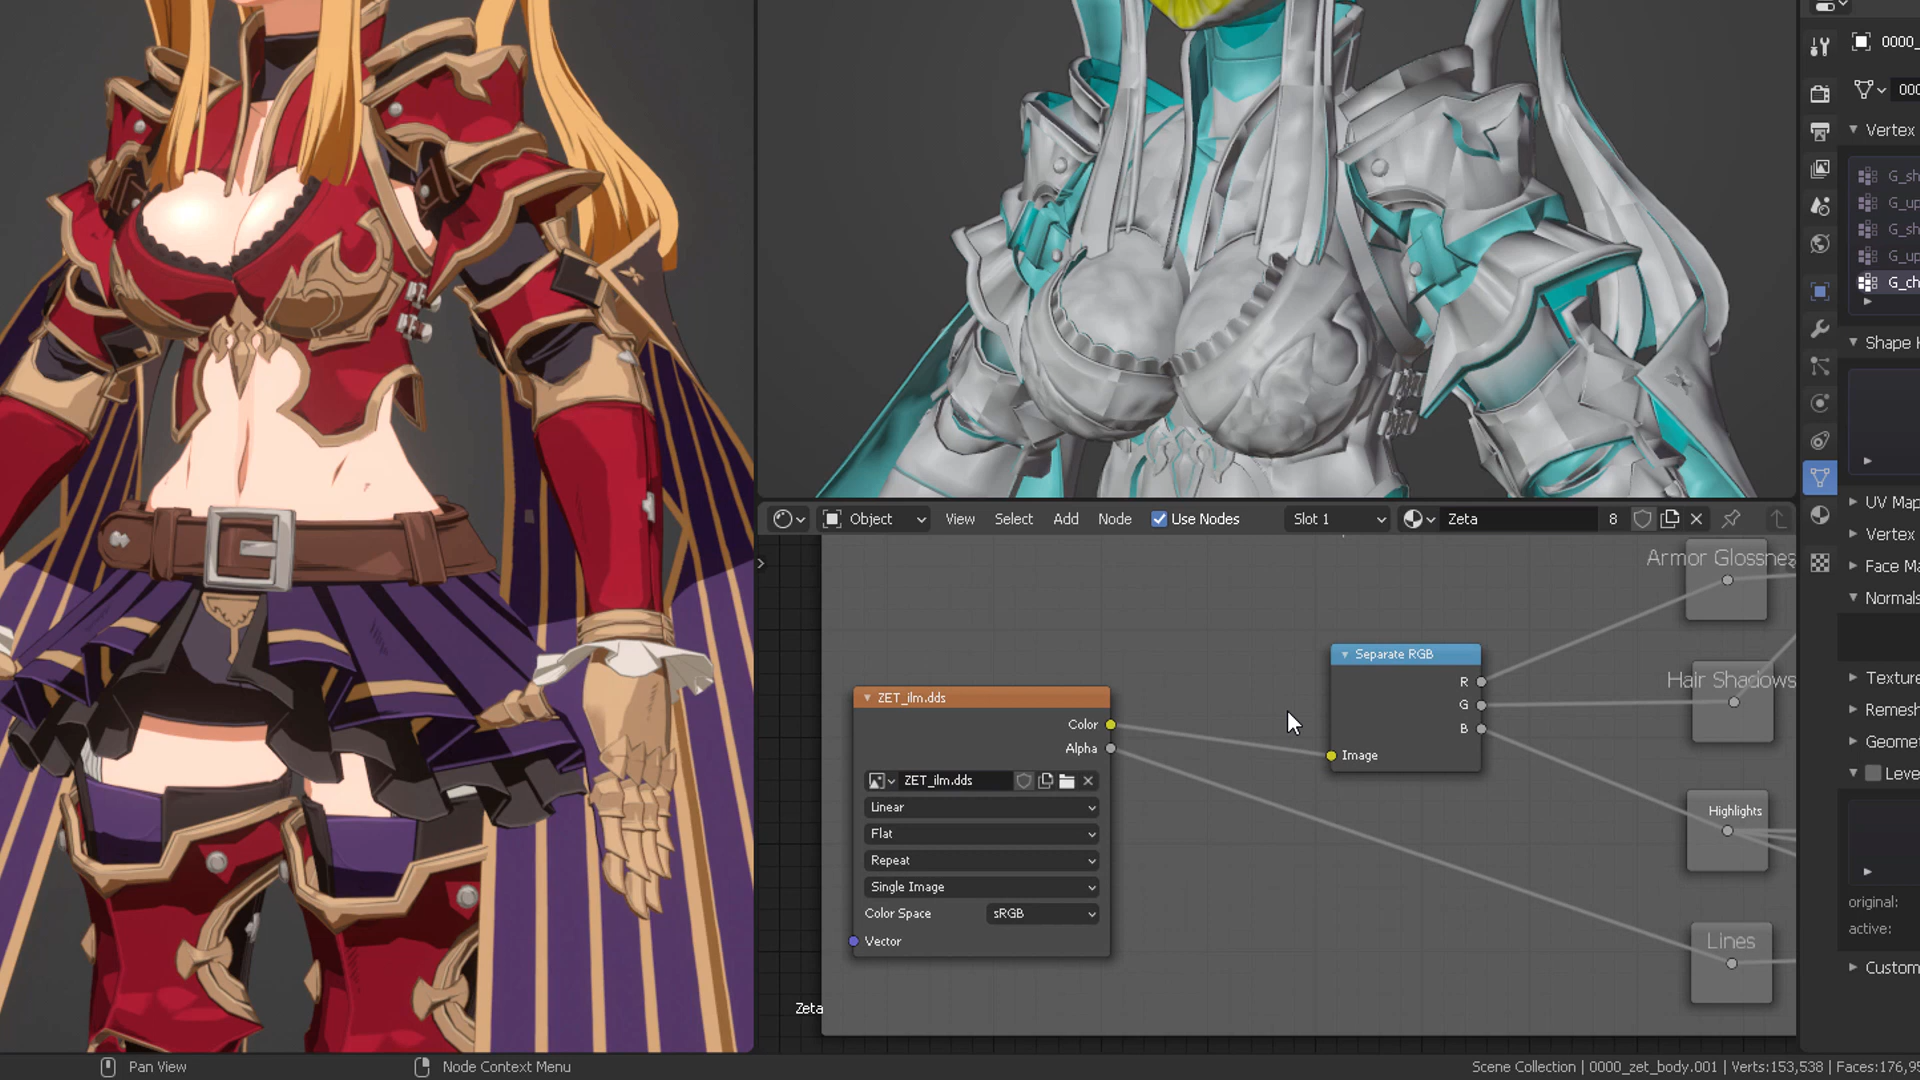 0000_
000
Vertex
G_sh
G_up
G_sh
G_up
G_ch
Shape K
UV Map
Vertex
Face Ma
Normals
Texture
Remesh
Geomet
Leve
original:
active:
Custom
Object
View
Select
Add
Node
Use Nodes
Slot 1
Zeta
8
Armor Glossnes
Separate RGB
R
G
B
Image
Hair Shadows
Highlights
Lines
ZET_ilm.dds
Color
Alpha
ZET_ilm.dds
Linear
Flat
Repeat
Single Image
Color Space
sRGB
Vector
Zeta
Pan View
Node Context Menu
Scene Collection | 0000_zet_body.001 | Verts:153,538 | Faces:176,95